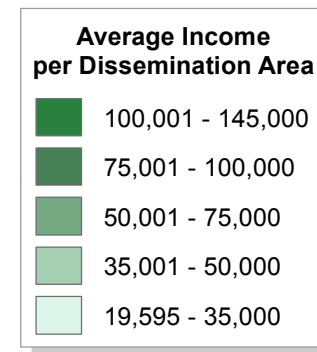 Average Income
per Dissemination Area
100,001 - 145,000
75,001 - 100,000
50,001 - 75,000
35,001 - 50,000
19,595 - 35,000